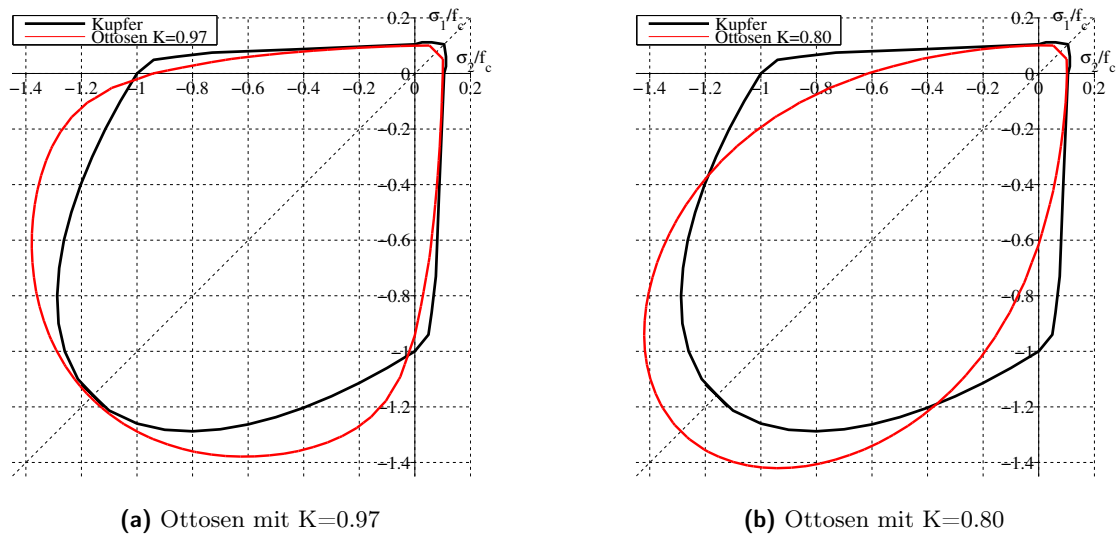 Kupfer
Ottosen K=0.97
σ₁/f_c
0.2
σ₂/f_c
0
−1.4 −1.2 −1 −0.8 −0.6 −0.4 −0.2 0 0.2
−0.2
−0.4
−0.6
−0.8
−1
−1.2
−1.4
(a) Ottosen mit K=0.97
Kupfer
Ottosen K=0.80
σ₁/f_c
0.2
σ₂/f_c
0
−1.4 −1.2 −1 −0.8 −0.6 −0.4 −0.2 0 0.2
−0.2
−0.4
−0.6
−0.8
−1
−1.2
−1.4
(b) Ottosen mit K=0.80